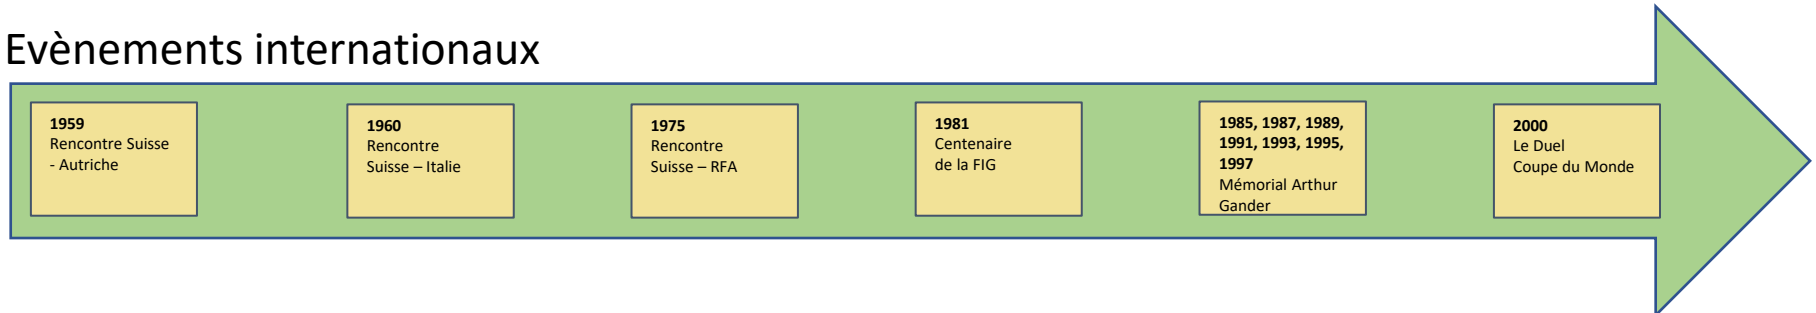 Evènements internationaux
1959
Rencontre Suisse
- Autriche
1960
Rencontre
Suisse – Italie
1975
Rencontre
Suisse – RFA
1981
Centenaire
de la FIG
1985, 1987, 1989,
1991, 1993, 1995,
1997
Mémorial Arthur
Gander
2000
Le Duel
Coupe du Monde